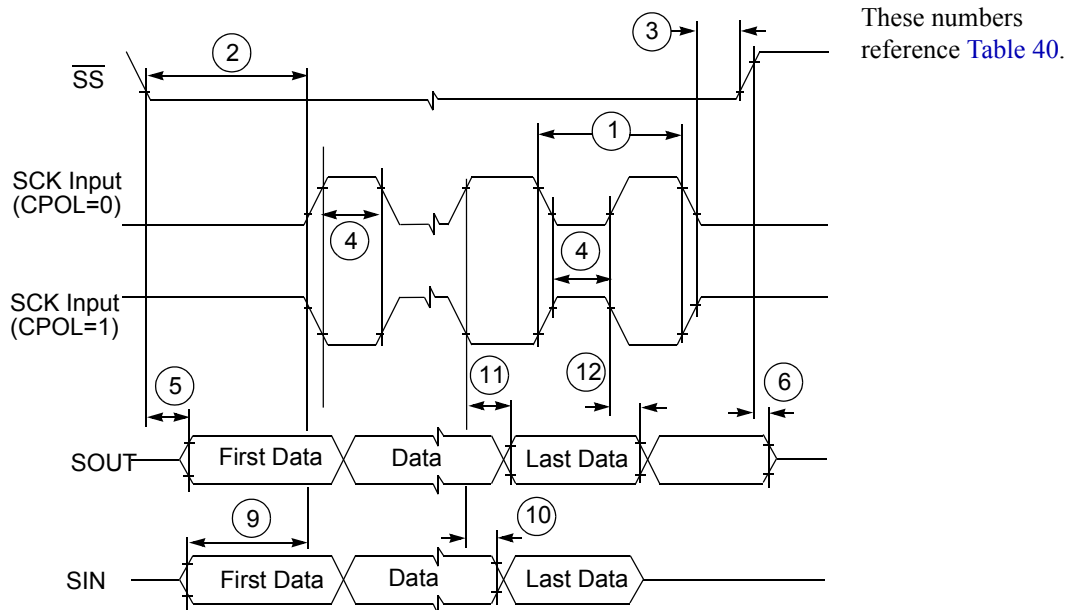 These numbers
reference Table 40.
3
2
SS
1
SCK Input
(CPOL=0)
4
4
SCK Input
(CPOL=1)
5
11
12
6
SOUT
First Data
Data
Last Data
9
10
SIN
First Data
Data
Last Data